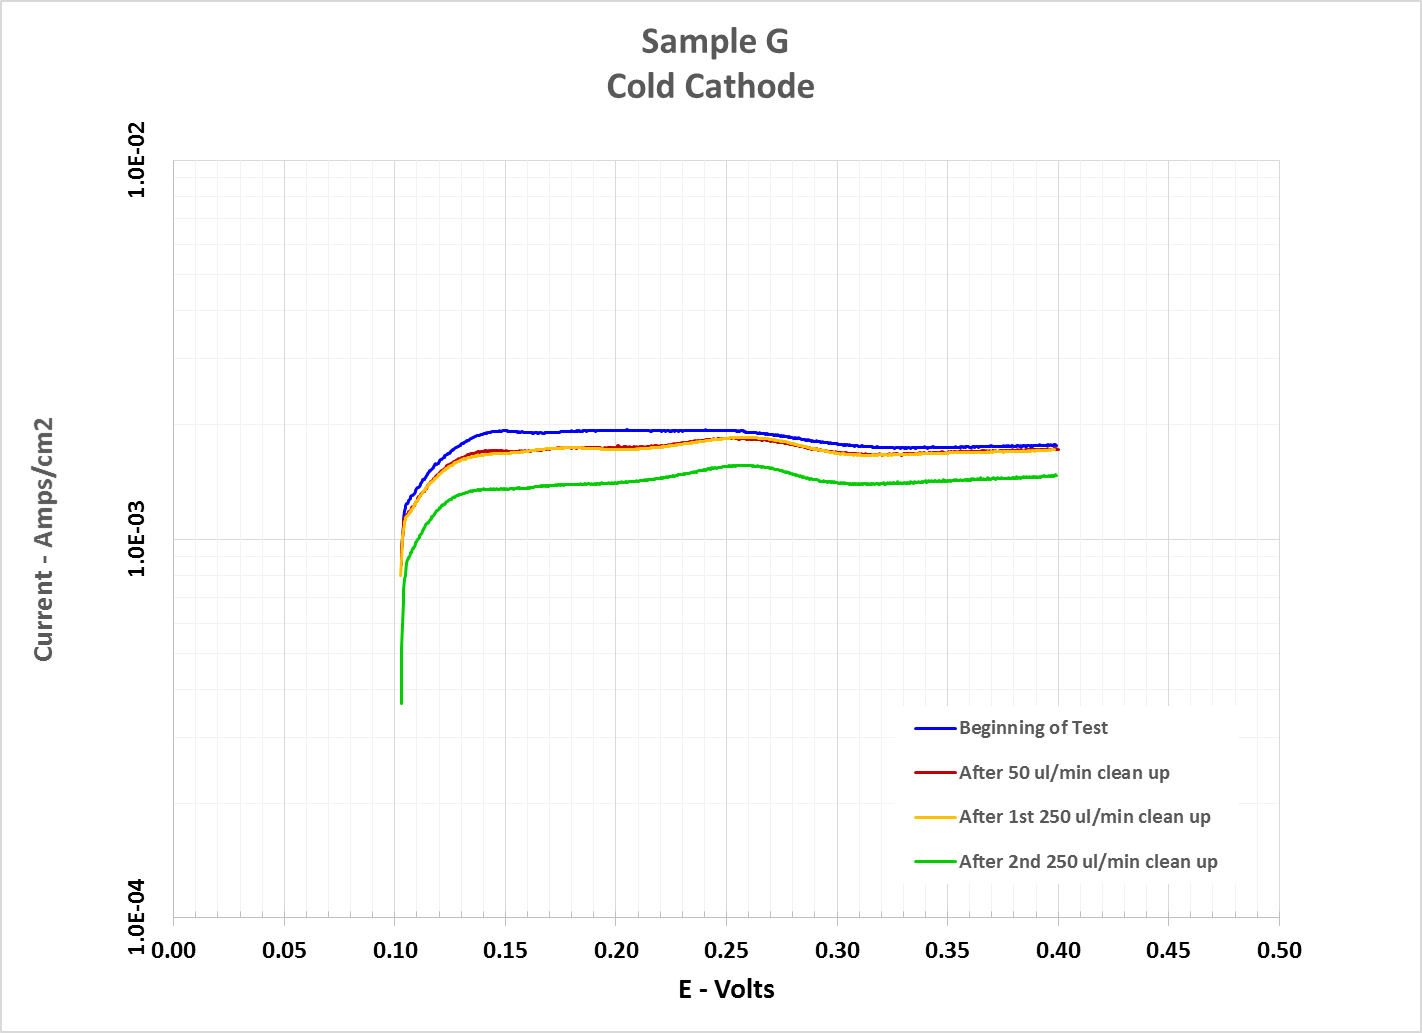 Sample G
Cold Cathode
1.0E-02
1.0E-03
1.0E-04
Current - Amps/cm2
Beginning of Test
After 50 ul/min clean up
After 1st 250 ul/min clean up
After 2nd 250 ul/min clean up
0.00 0.05 0.10 0.15 0.20 0.25 0.30 0.35 0.40 0.45 0.50
E - Volts